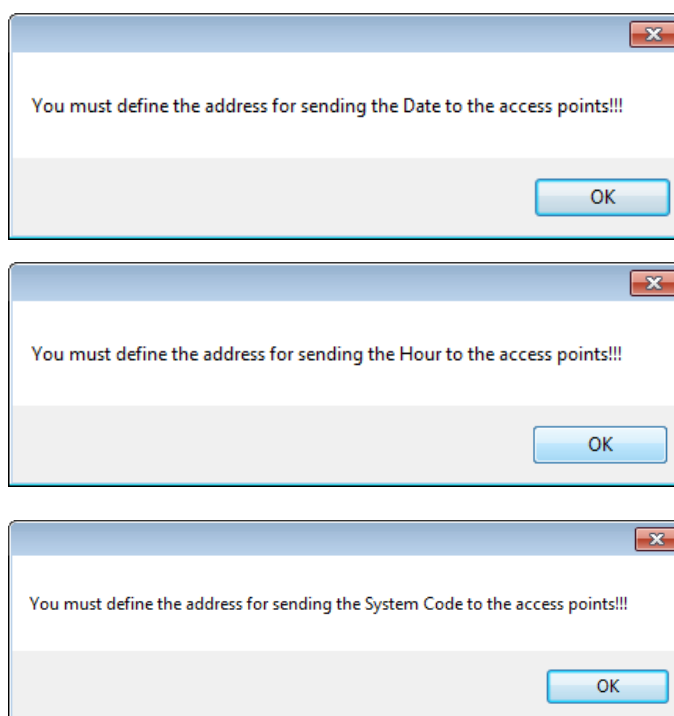 You must define the address for sending the Date to the access points!!!
OK
You must define the address for sending the Hour to the access points!!!
OK
You must define the address for sending the System Code to the access points!!!
OK